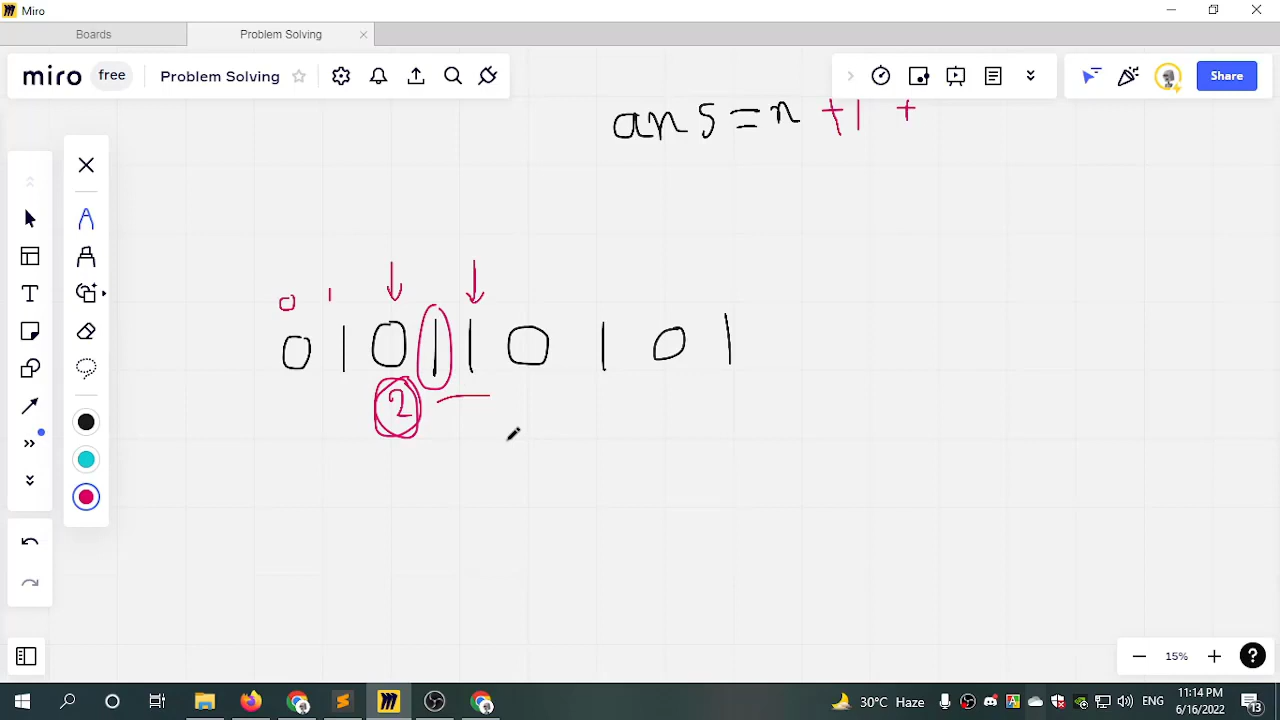 Miro
Boards
Problem Solving
miro free Problem Solving
Share
ans = n +1 +
0 1
0 1 0 1 1 0 1 0 1
2
15%
30°C Haze
ENG
11:14 PM
6/16/2022
13